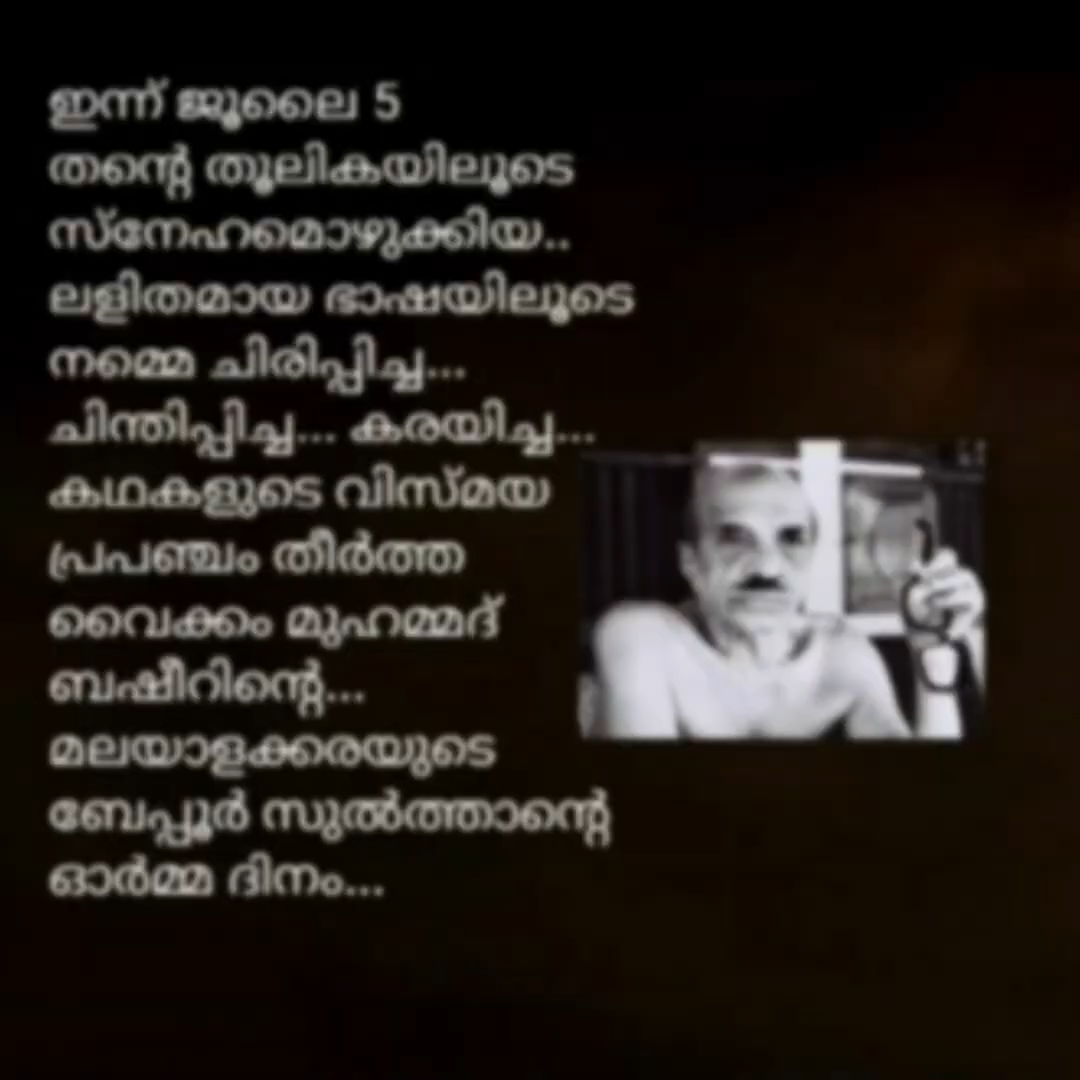 ഇന്ന് ജൂലൈ 5
തന്റെ തൂലികയിലൂടെ
സ്നേഹമൊഴുക്കിയ..
ലളിതമായ ഭാഷയിലൂടെ
നമ്മെ ചിരിപ്പിച്ച...
ചിന്തിപ്പിച്ച... കരയിച്ച...
കഥകളുടെ വിസ്മയ
പ്രപഞ്ചം തീർത്ത
വൈക്കം മുഹമ്മദ്
ബഷീറിന്റെ...
മലയാളക്കരയുടെ
ബേപ്പൂർ സുൽത്താന്റെ
ഓർമ്മ ദിനം...